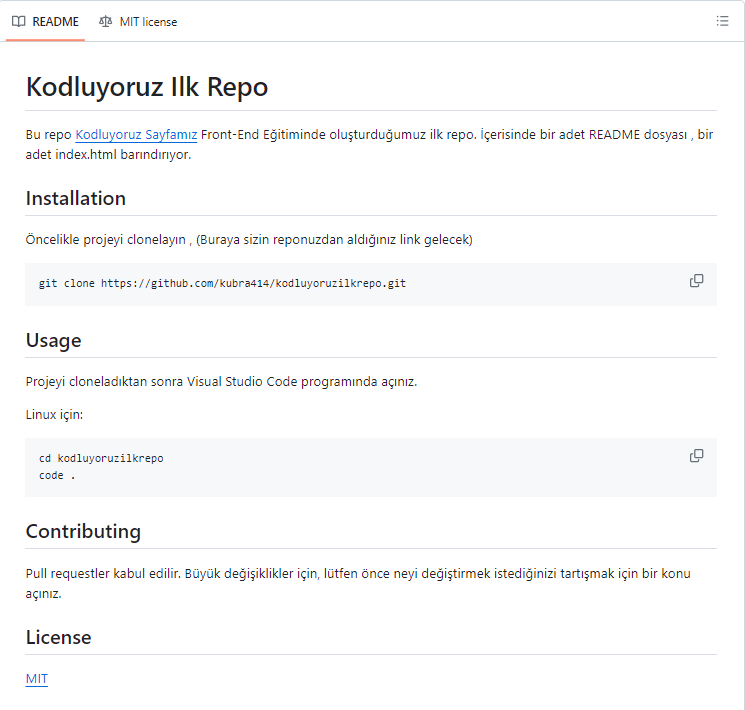 README MIT license
Kodluyoruz Ilk Repo
Bu repo Kodluyoruz Sayfamız Front-End Eğitiminde oluşturduğumuz ilk repo. İçerisinde bir adet README dosyası , bir
adet index.html barındırıyor.
Installation
Öncelikle projeyi clonelayın , (Buraya sizin reponuzdan aldığınız link gelecek)
git clone https://github.com/kubra414/kodluyoruzilkrepo.git
Usage
Projeyi cloneladıktan sonra Visual Studio Code programında açınız.
Linux için:
cd kodluyoruzilkrepo
code .
Contributing
Pull requestler kabul edilir. Büyük değişiklikler için, lütfen önce neyi değiştirmek istediğinizi tartışmak için bir konu
açınız.
License
MIT